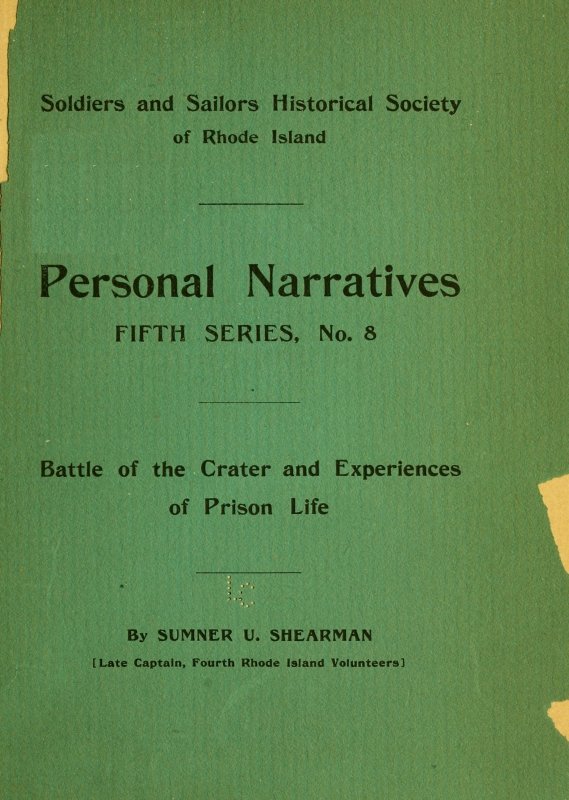 Soldiers and Sailors Historical Society
of Rhode Island
Personal Narratives
FIFTH SERIES, No. 8
Battle of the Crater and Experiences
of Prison Life
LC
By SUMNER U. SHEARMAN
[Late Captain, Fourth Rhode Island Volunteers]